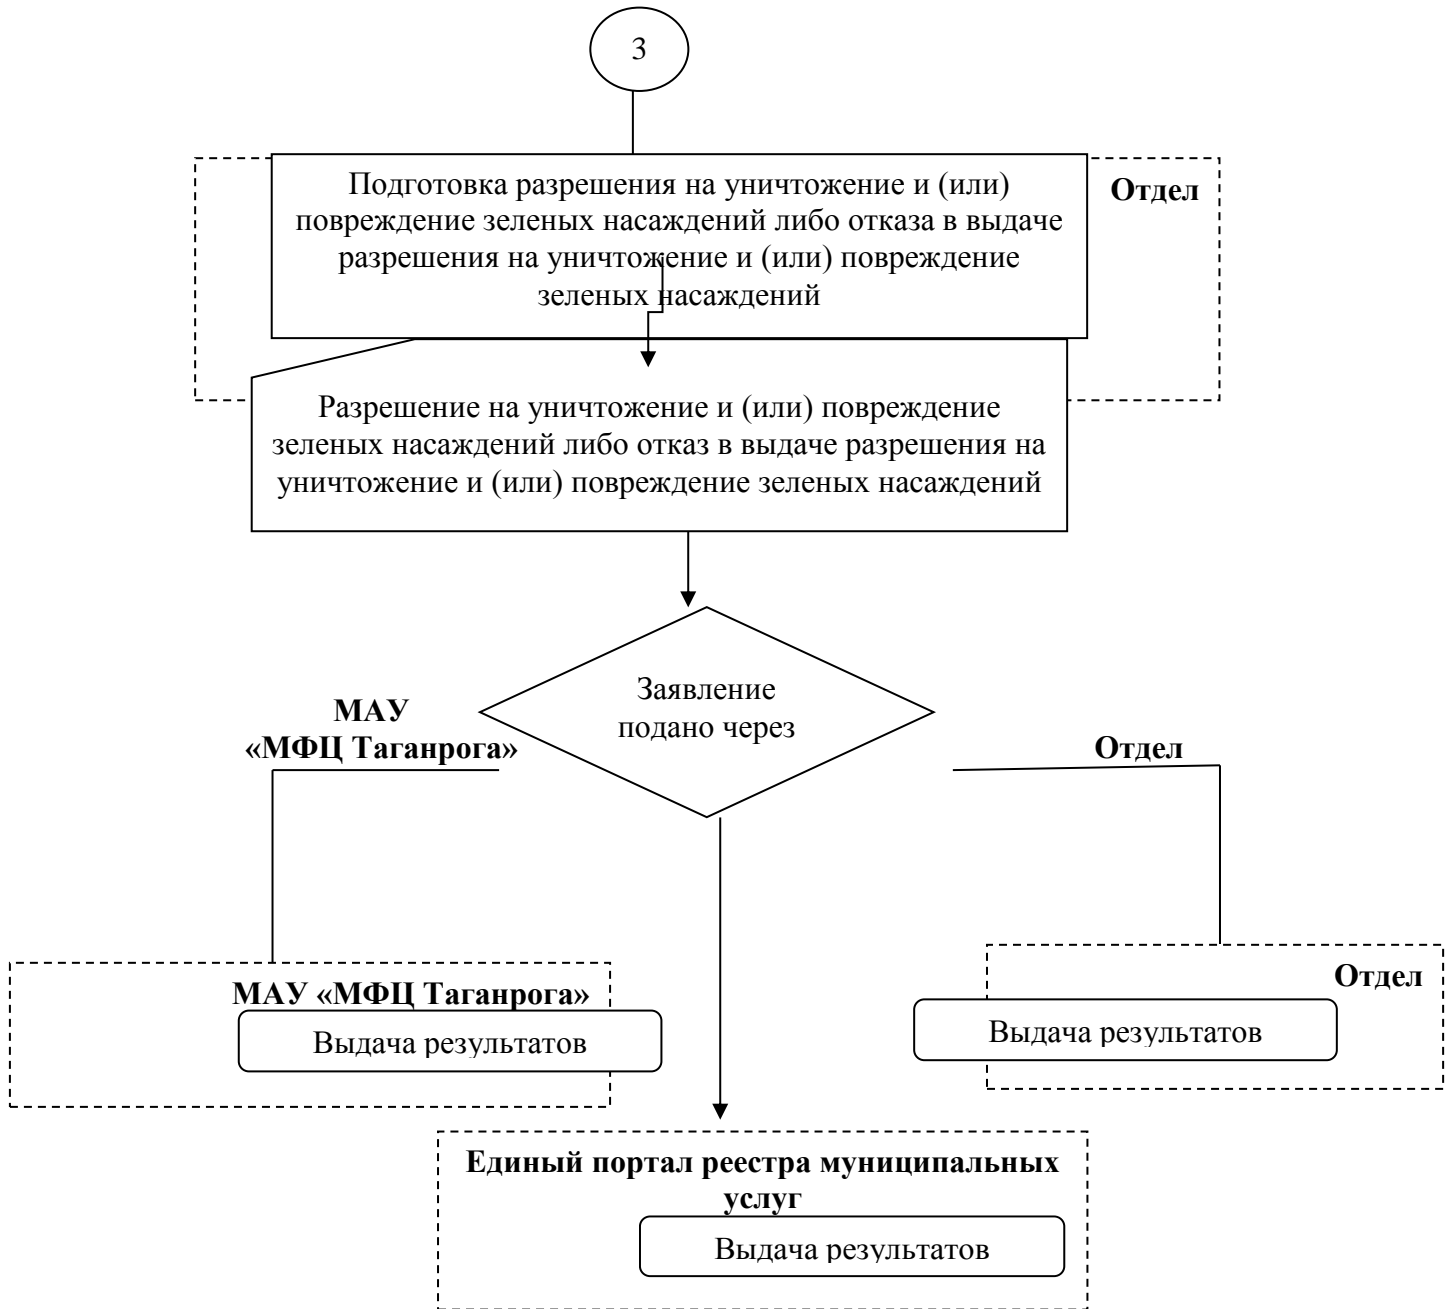 3
Подготовка разрешения на уничтожение и (или)
повреждение зеленых насаждений либо отказа в выдаче
разрешения на уничтожение и (или) повреждение
зеленых насаждений
Отдел
Разрешение на уничтожение и (или) повреждение
зеленых насаждений либо отказ в выдаче разрешения на
уничтожение и (или) повреждение зеленых насаждений
Заявление
подано через
МАУ
«МФЦ Таганрога»
Отдел
МАУ «МФЦ Таганрога»
Выдача результатов
Отдел
Выдача результатов
Единый портал реестра муниципальных
услуг
Выдача результатов